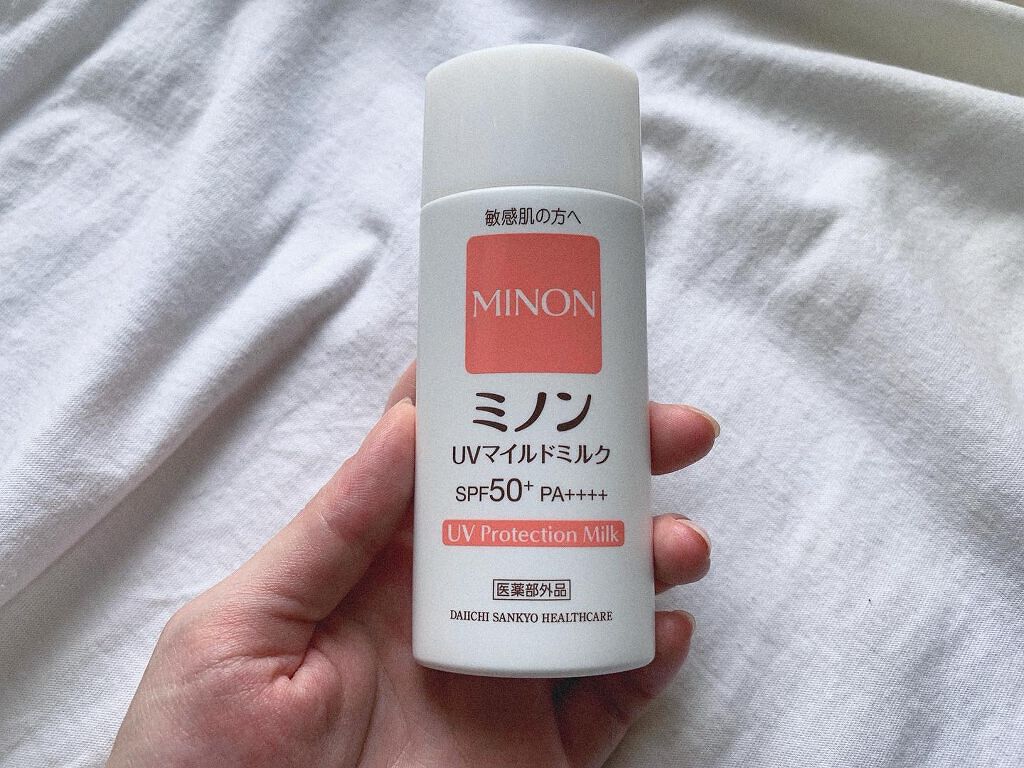 敏感肌の方へ
MINON
ミノン
UVマイルドミルク
SPF50+ PA++++
UV Protection Milk
医薬部外品
DAIICHI SANKYO HEALTHCARE